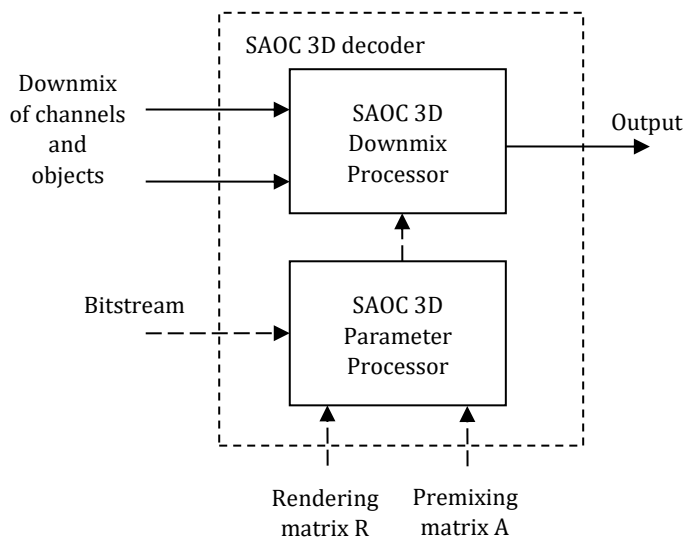 SAOC 3D decoder
Downmix
of channels
and
objects
SAOC 3D
Downmix
Processor
Output
Bitstream
SAOC 3D
Parameter
Processor
Rendering
matrix R
Premixing
matrix A